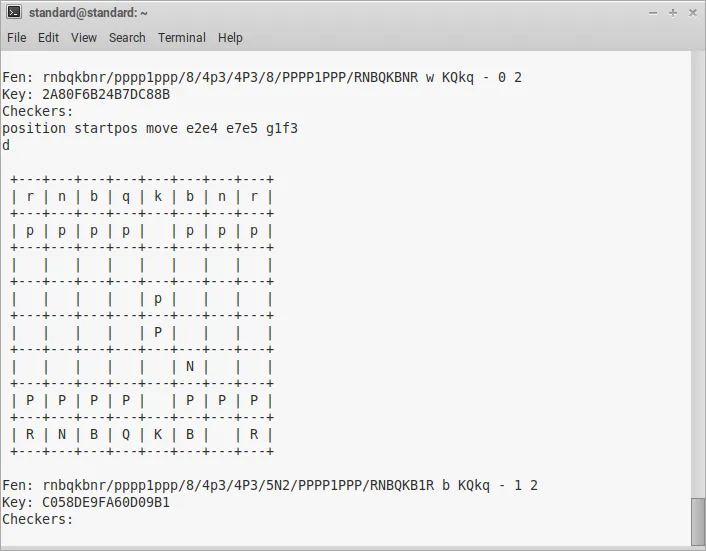 standard@standard: ~
File Edit View Search Terminal Help
Fen: rnbqkbnr/pppp1ppp/8/4p3/4P3/8/PPPP1PPP/RNBQKBNR w KQkq - 0 2
Key: 2A80F6B24B7DC88B
Checkers:
position startpos move e2e4 e7e5 g1f3
d
+---+---+---+---+---+---+---+---+
| r | n | b | q | k | b | n | r |
+---+---+---+---+---+---+---+---+
| p | p | p | p |   | p | p | p |
+---+---+---+---+---+---+---+---+
|   |   |   |   |   |   |   |   |
+---+---+---+---+---+---+---+---+
|   |   |   |   | p |   |   |   |
+---+---+---+---+---+---+---+---+
|   |   |   |   | P |   |   |   |
+---+---+---+---+---+---+---+---+
|   |   |   |   |   | N |   |   |
+---+---+---+---+---+---+---+---+
| P | P | P | P |   | P | P | P |
+---+---+---+---+---+---+---+---+
| R | N | B | Q | K | B |   | R |
+---+---+---+---+---+---+---+---+
Fen: rnbqkbnr/pppp1ppp/8/4p3/4P3/5N2/PPPP1PPP/RNBQKB1R b KQkq - 1 2
Key: C058DE9FA60D09B1
Checkers: